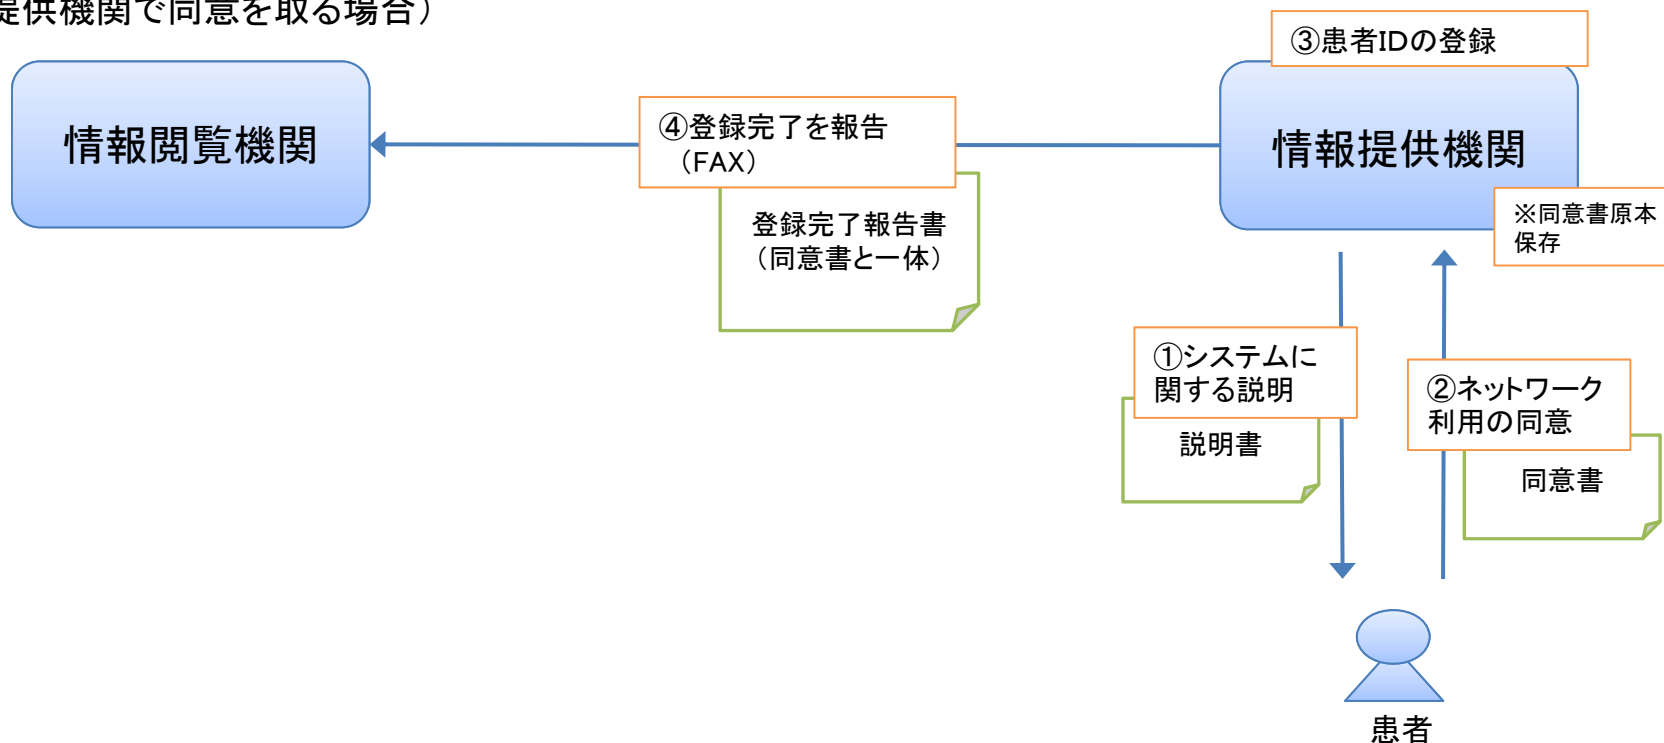 提供機関で同意を取る場合）
③患者IDの登録
情報閲覧機関
④登録完了を報告
（FAX）
情報提供機関
登録完了報告書
（同意書と一体）
※同意書原本
保存
①システムに
関する説明
説明書
②ネットワーク
利用の同意
同意書
患者